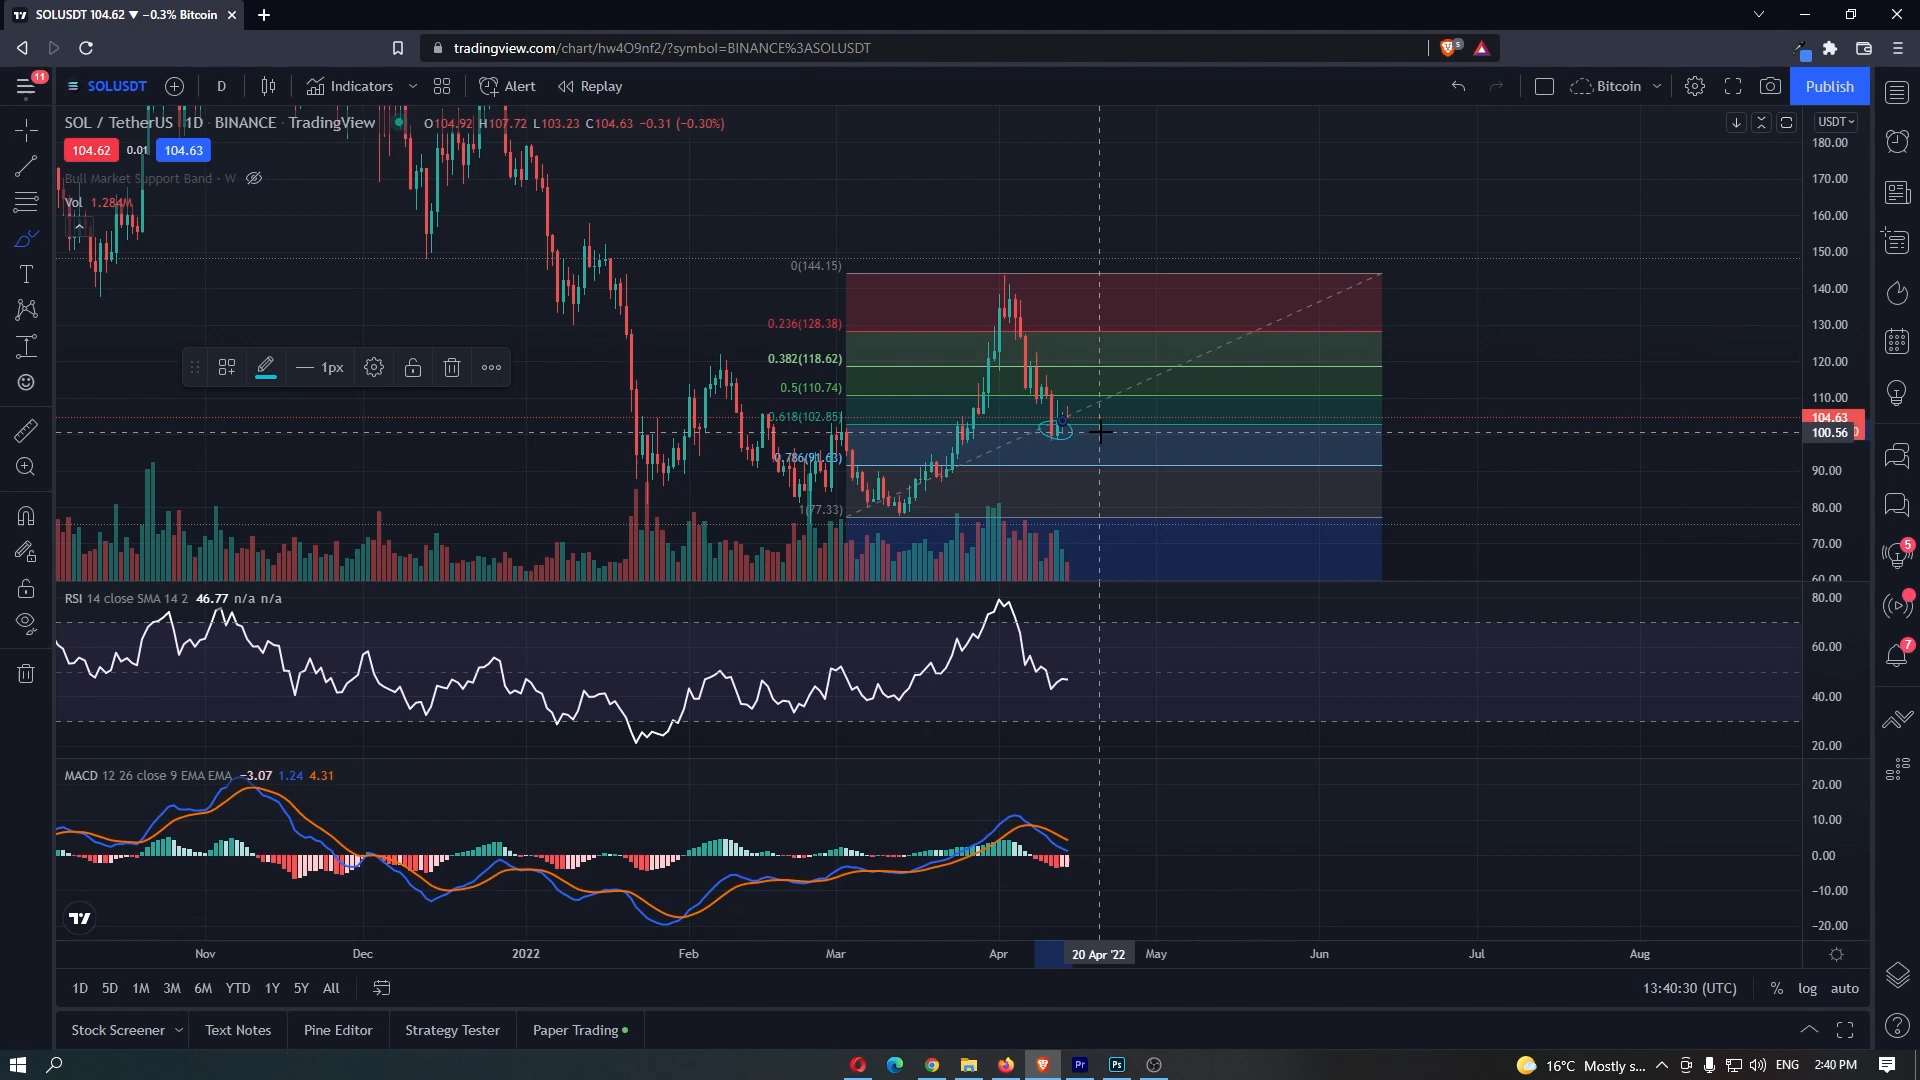 SOLUSDT 104.62 ▼ −0.3% Bitcoin
tradingview.com/chart/hw4O9nf2/?symbol=BINANCE%3ASOLUSDT
5
11
SOLUSDT D Indicators Alert Replay Bitcoin Publish
SOL / TetherUS 1D BINANCE TradingView O104.92 H107.72 L103.23 C104.63 −0.31 (−0.30%)
USDT
104.62 0.01 104.63
Bull Market Support Band - W
Vol 1.284M
180.00
170.00
160.00
150.00
140.00
130.00
120.00
110.00
104.63
100.56
90.00
80.00
70.00
60.00
0(144.15)
0.236(128.38)
0.382(118.62)
0.5(110.74)
0.618(102.85)
0.786(91.63)
1(77.33)
1px
RSI 14 close SMA 14 2 46.77 n/a n/a
80.00
60.00
40.00
20.00
MACD 12 26 close 9 EMA EMA −3.07 1.24 4.31
20.00
10.00
0.00
−10.00
−20.00
5
7
Nov Dec 2022 Feb Mar Apr 20 Apr '22 May Jun Jul Aug
1D 5D 1M 3M 6M YTD 1Y 5Y All 13:40:30 (UTC) % log auto
Stock Screener Text Notes Pine Editor Strategy Tester Paper Trading
Pr Ps 16°C Mostly s... ENG 2:40 PM